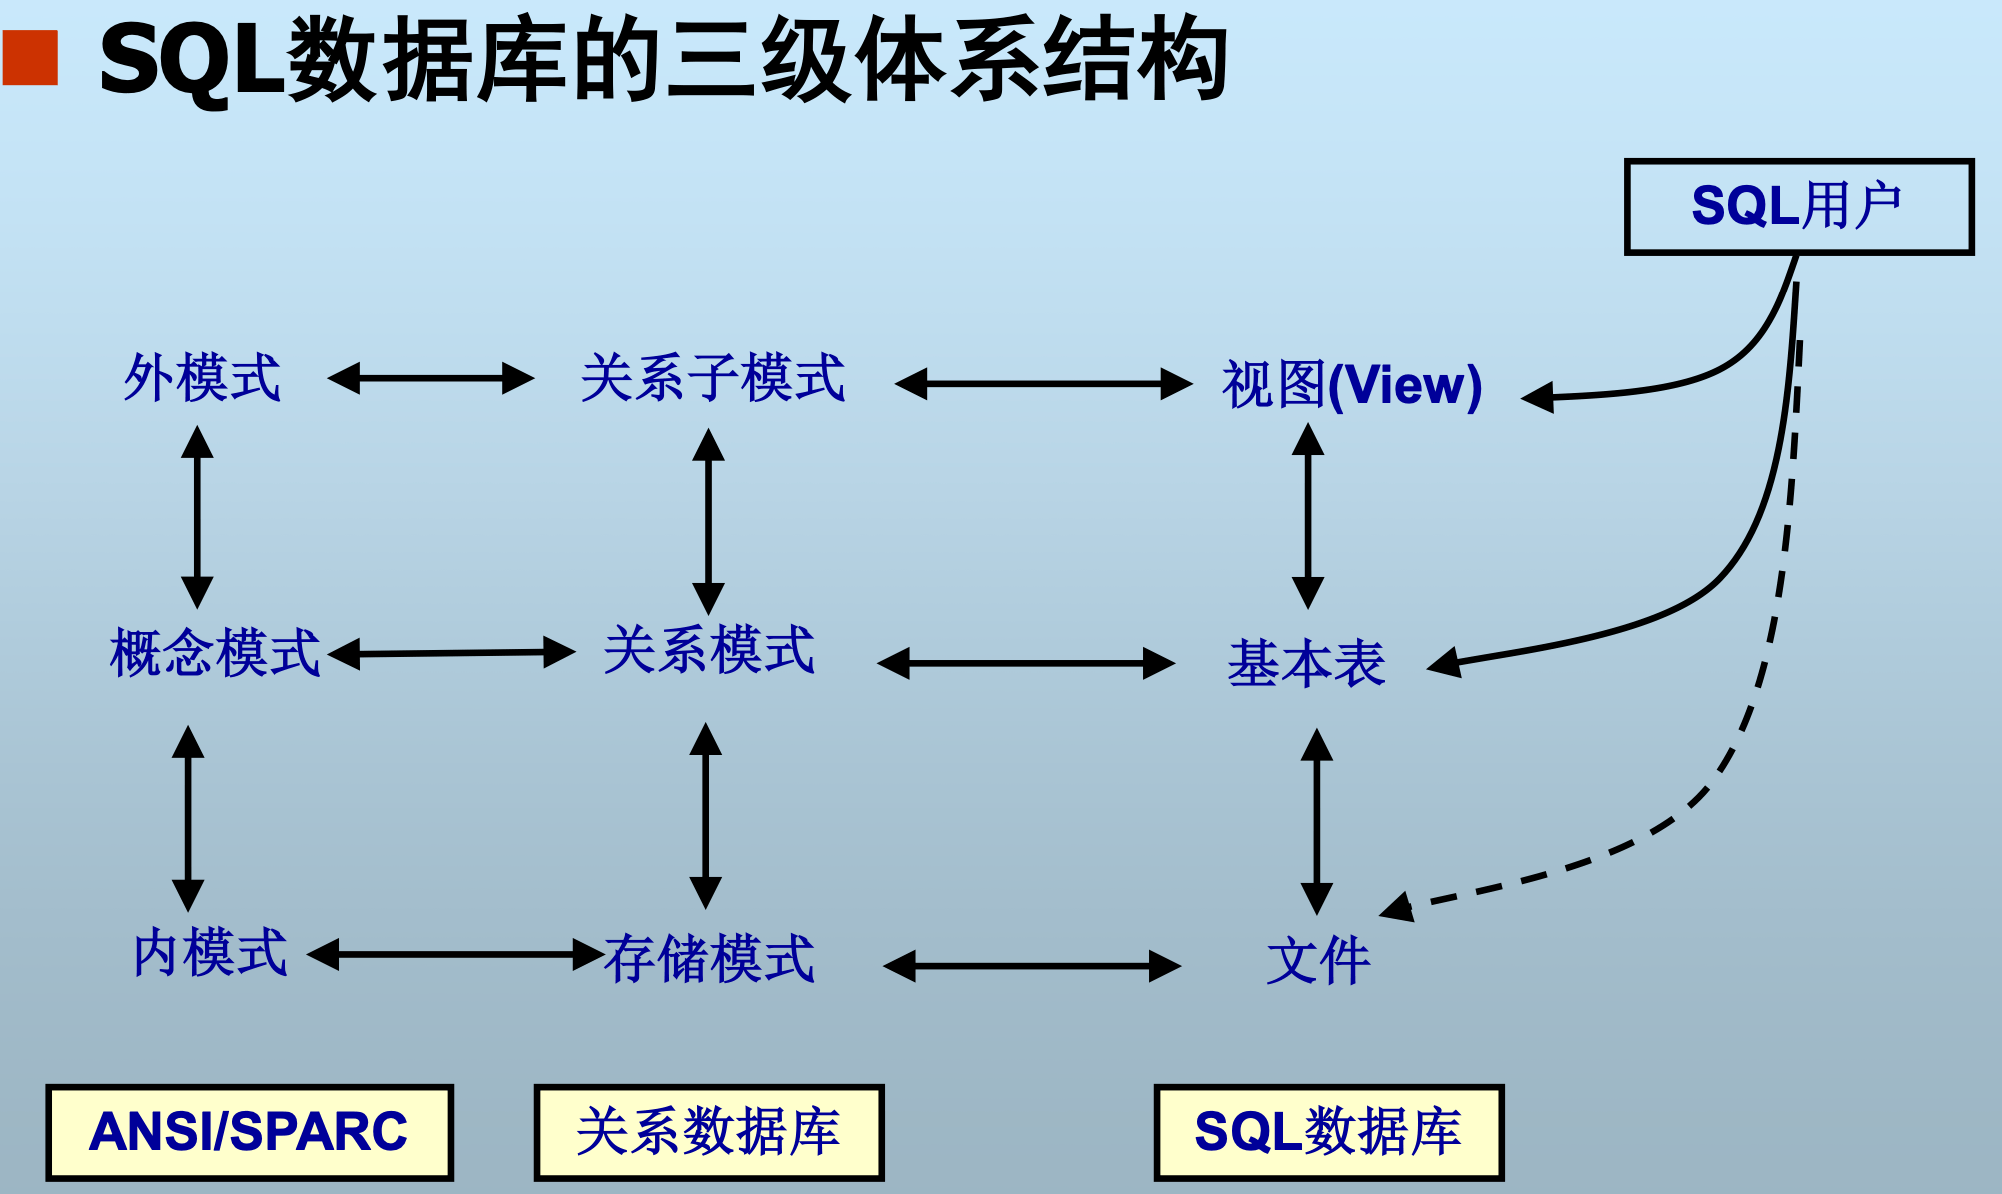 SQL数据库的三级体系结构
SQL用户
外模式 关系子模式 视图(View)
概念模式 关系模式 基本表
内模式 存储模式 文件
ANSI/SPARC 关系数据库 SQL数据库